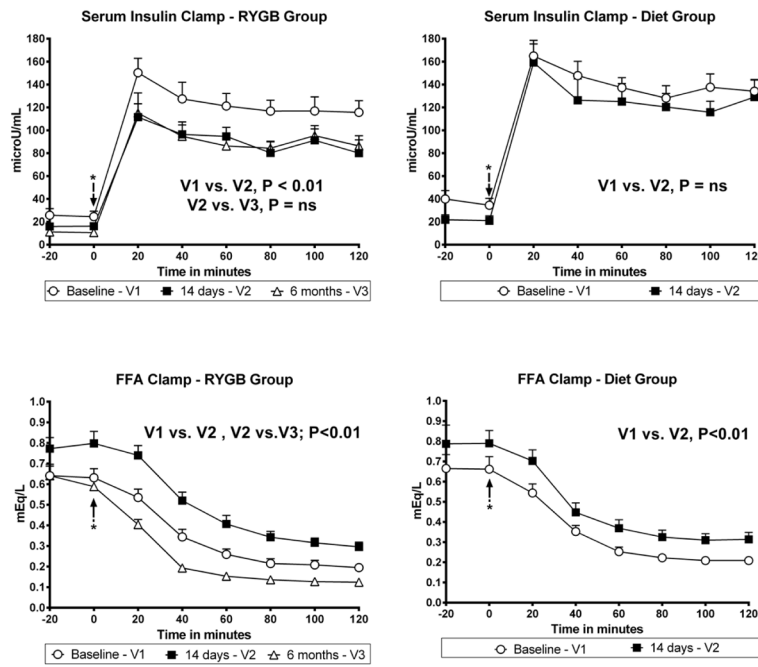 Serum Insulin Clamp - RYGB Group
microU/mL
180
160
140
120
100
80
60
40
20
0
*
V1 vs. V2, P < 0.01
V2 vs. V3, P = ns
-20 0 20 40 60 80 100 120
Time in minutes
Baseline - V1 14 days - V2 6 months - V3
Serum Insulin Clamp - Diet Group
microU/mL
180
160
140
120
100
80
60
40
20
0
*
V1 vs. V2, P = ns
-20 0 20 40 60 80 100 120
Time in minutes
Baseline - V1 14 days - V2
FFA Clamp - RYGB Group
mEq/L
1.0
0.9
0.8
0.7
0.6
0.5
0.4
0.3
0.2
0.1
0.0
V1 vs. V2 , V2 vs.V3; P<0.01
*
-20 0 20 40 60 80 100 120
Time in minutes
Baseline - V1 14 days - V2 6 months - V3
FFA Clamp - Diet Group
mEq/L
1.0
0.9
0.8
0.7
0.6
0.5
0.4
0.3
0.2
0.1
0.0
V1 vs. V2, P<0.01
*
-20 0 20 40 60 80 100 120
Time in minutes
Baseline - V1 14 days - V2